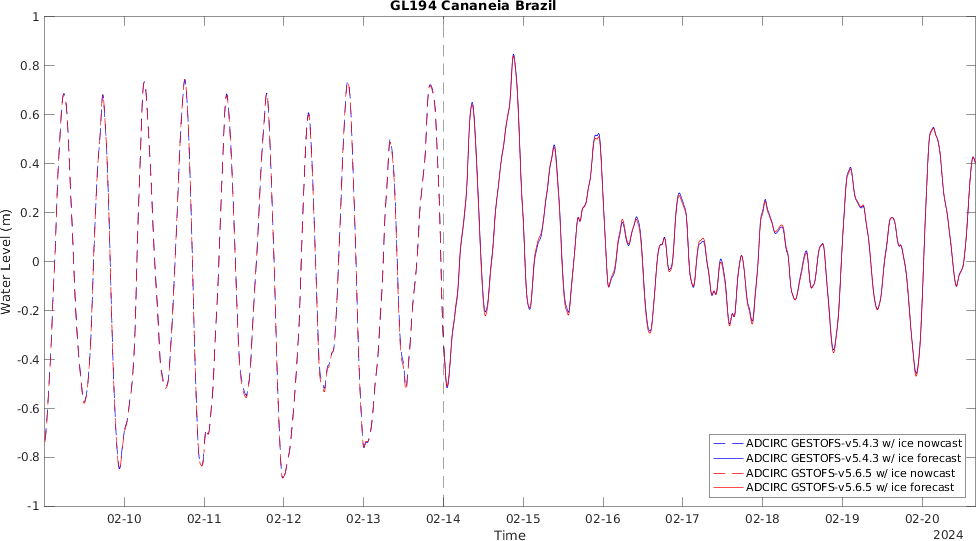 GL194 Cananeia Brazil
1
0.8
0.6
0.4
0.2
0
-0.2
-0.4
-0.6
-0.8
-1
Water Level (m)
ADCIRC GESTOFS-v5.4.3 w/ ice nowcast
ADCIRC GESTOFS-v5.4.3 w/ ice forecast
ADCIRC GSTOFS-v5.6.5 w/ ice nowcast
ADCIRC GSTOFS-v5.6.5 w/ ice forecast
02-10 02-11 02-12 02-13 02-14 02-15 02-16 02-17 02-18 02-19 02-20
Time
2024